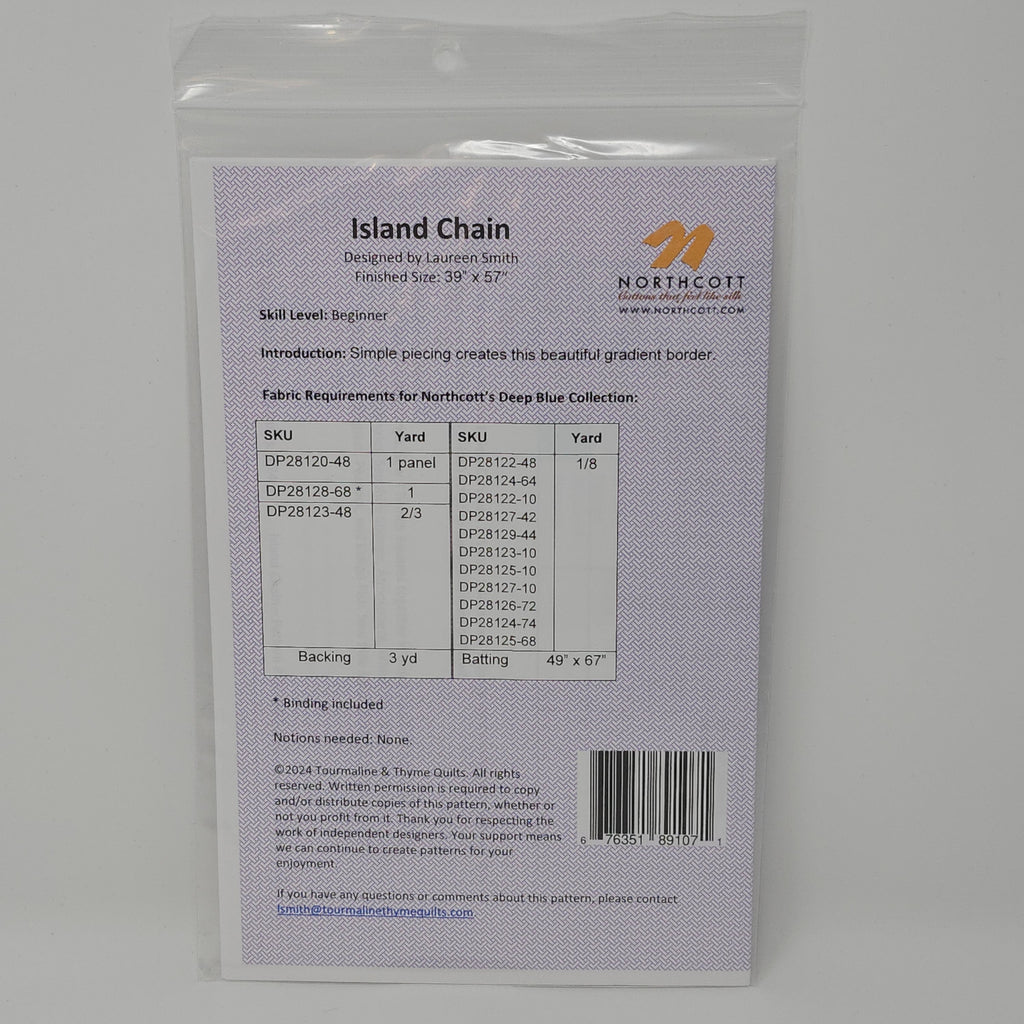 Island Chain
Designed by Laureen Smith
Finished Size: 39" x 57"
NORTHCOTT
Cottons that feel like silk
WWW.NORTHCOTT.COM
Skill Level: Beginner
Introduction: Simple piecing creates this beautiful gradient border.
Fabric Requirements for Northcott's Deep Blue Collection:
SKU Yard SKU Yard
DP28120-48 1 panel DP28122-48 1/8
DP28124-64
DP28128-68 * 1 DP28122-10
DP28123-48 2/3 DP28127-42
DP28129-44
DP28123-10
DP28125-10
DP28127-10
DP28126-72
DP28124-74
DP28125-68
Backing 3 yd Batting 49" x 67"
* Binding included
Notions needed: None.
©2024 Tourmaline & Thyme Quilts. All rights
reserved. Written permission is required to copy
and/or distribute copies of this pattern, whether or
not you profit from it. Thank you for respecting the
work of independent designers. Your support means
we can continue to create patterns for your
enjoyment
6 76351 89107 1
If you have any questions or comments about this pattern, please contact
lsmith@tourmalinethymequilts.com